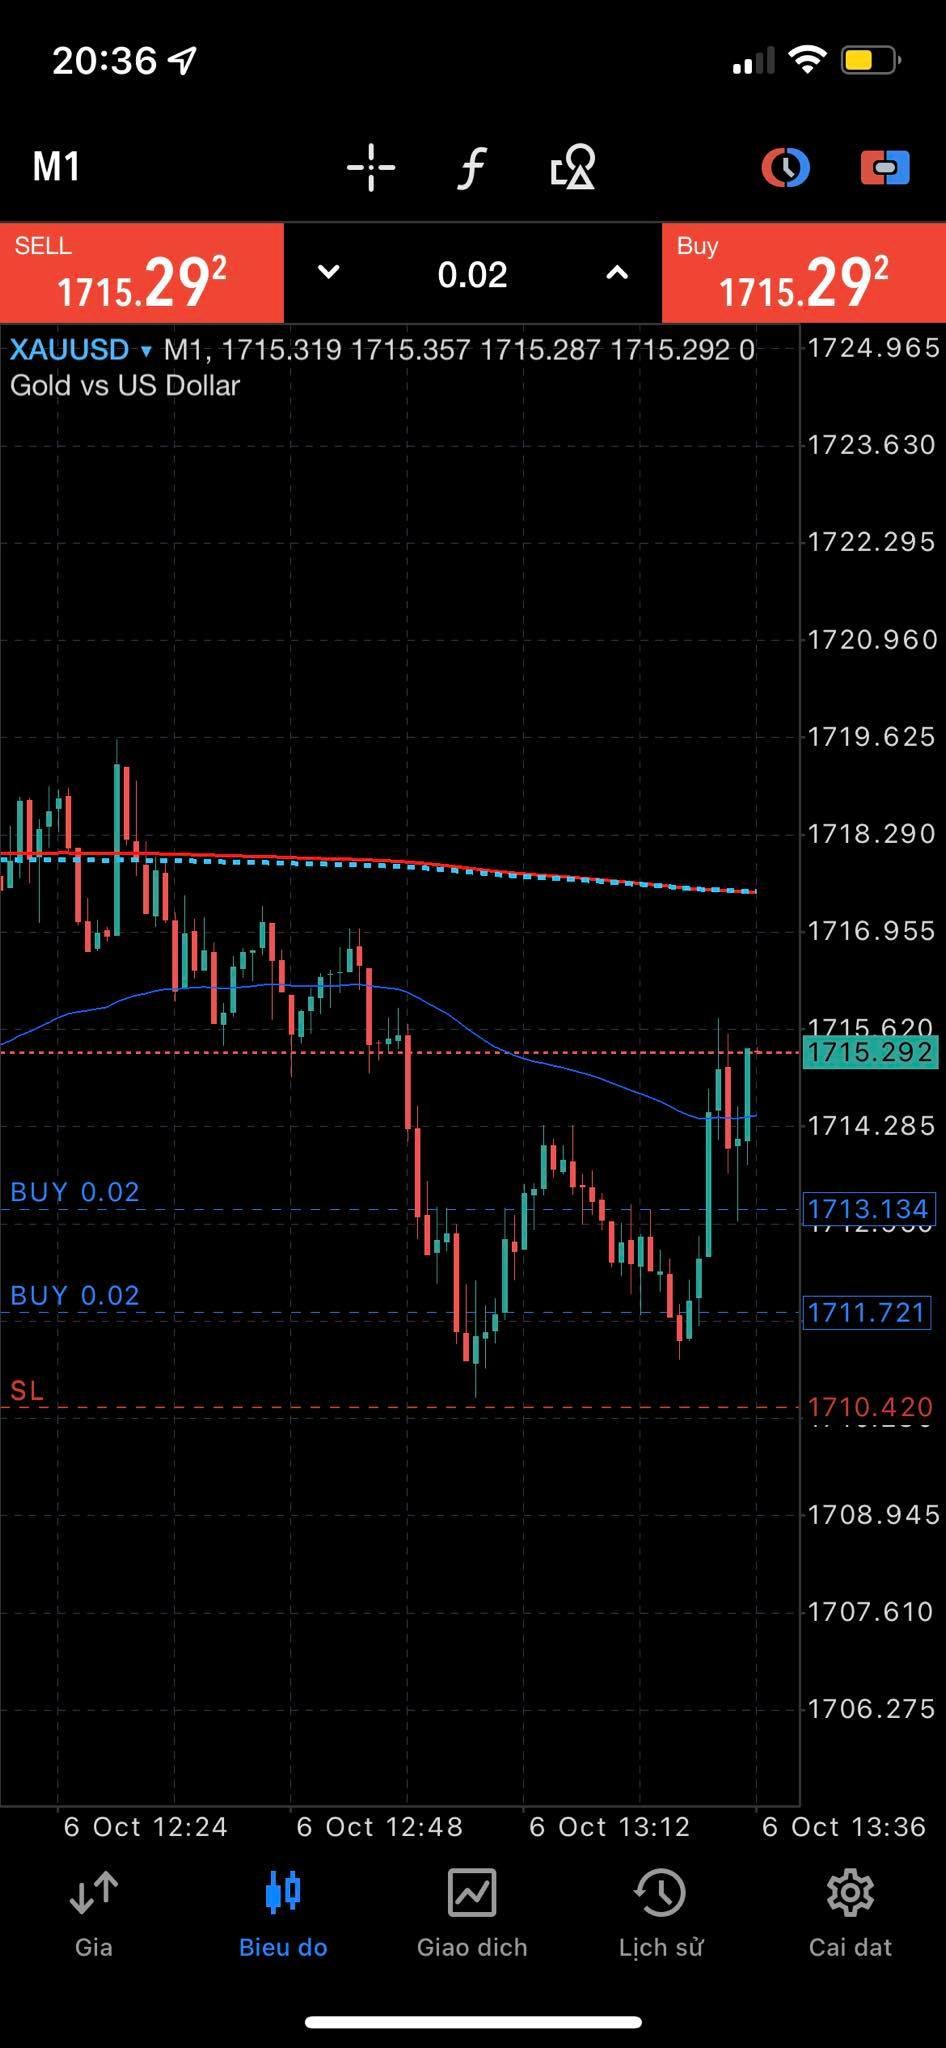 20:36
M1
SELL
1715.29²
0.02
Buy
1715.29²
XAUUSD ▾ M1, 1715.319 1715.357 1715.287 1715.292 0
Gold vs US Dollar
1724.965
1723.630
1722.295
1720.960
1719.625
1718.290
1716.955
1715.620
1715.292
1714.285
BUY 0.02
1713.134
BUY 0.02
1711.721
SL
1710.420
1708.945
1707.610
1706.275
6 Oct 12:24
6 Oct 12:48
6 Oct 13:12
6 Oct 13:36
Gia
Bieu do
Giao dich
Lịch sử
Cai dat